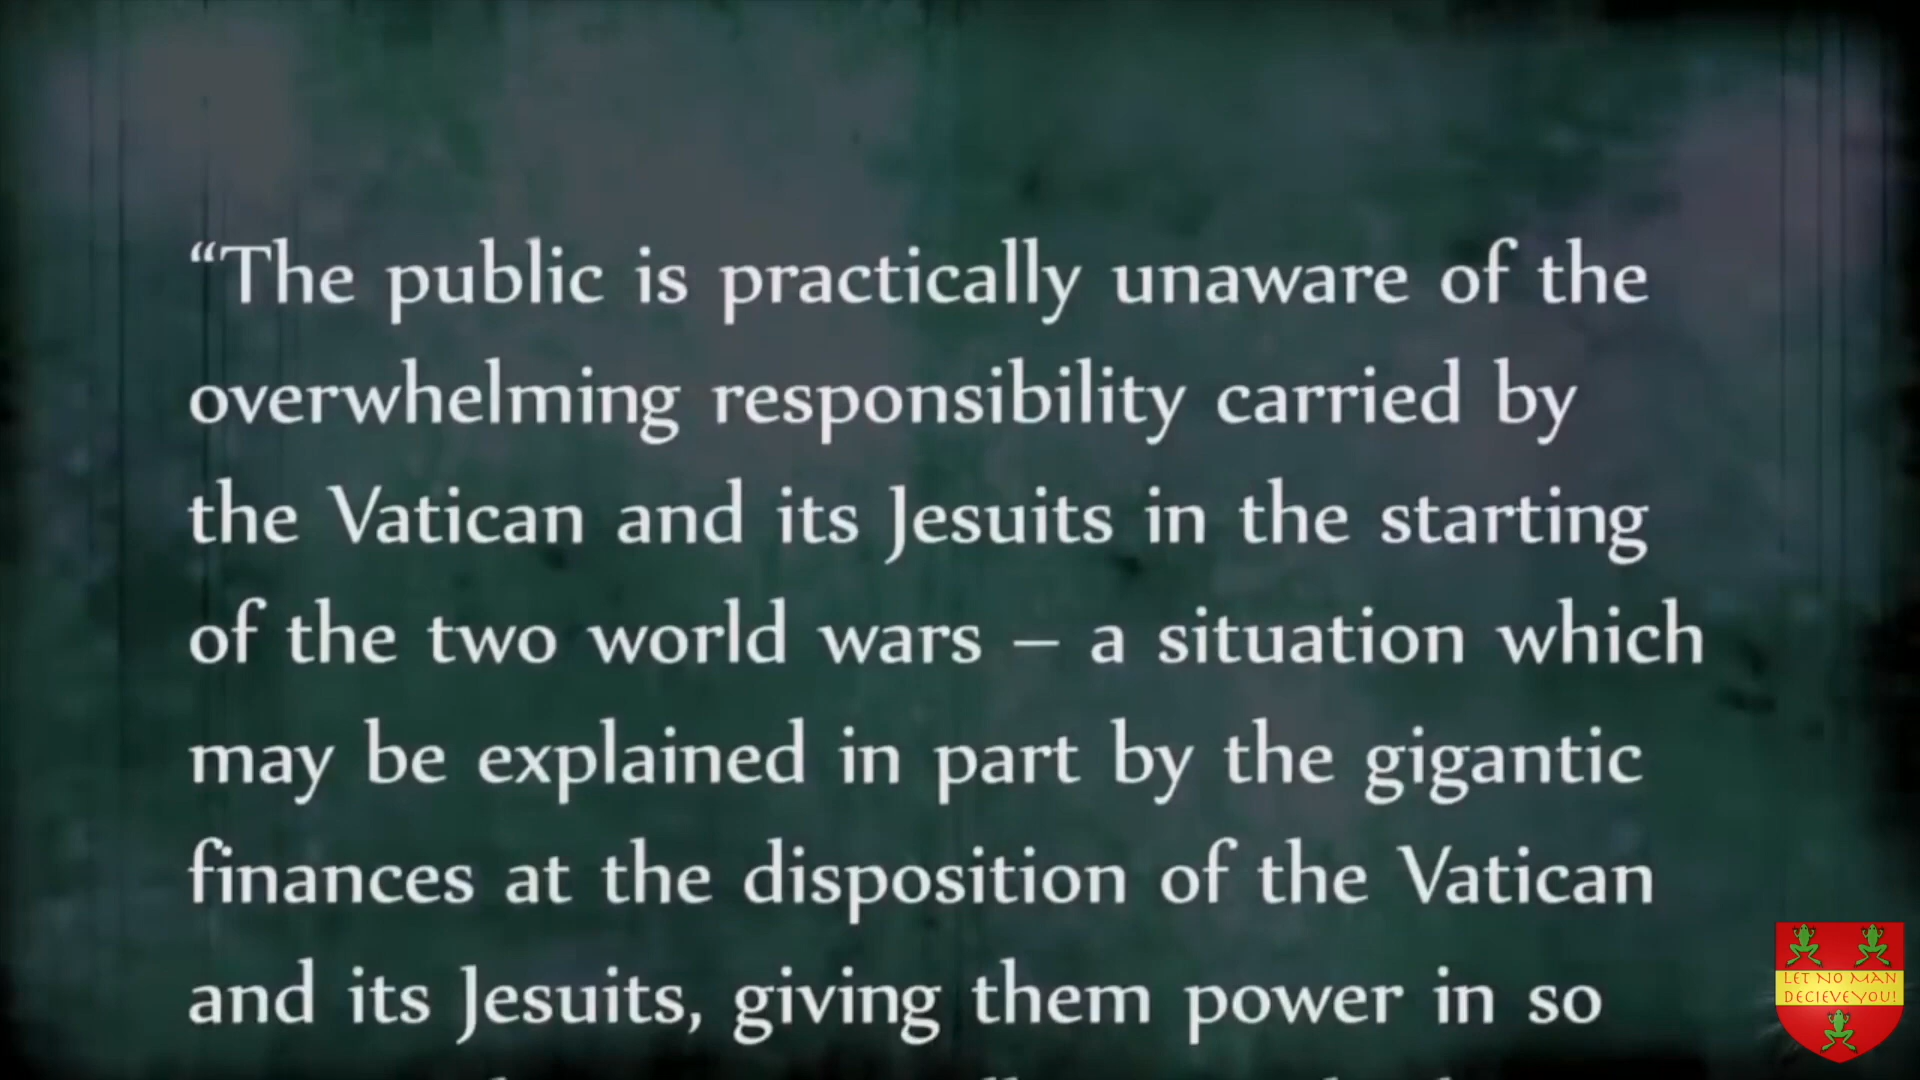 “The public is practically unaware of the
overwhelming responsibility carried by
the Vatican and its Jesuits in the starting
of the two world wars – a situation which
may be explained in part by the gigantic
finances at the disposition of the Vatican
and its Jesuits, giving them power in so
LET NO MAN
DECIEVE YOU!